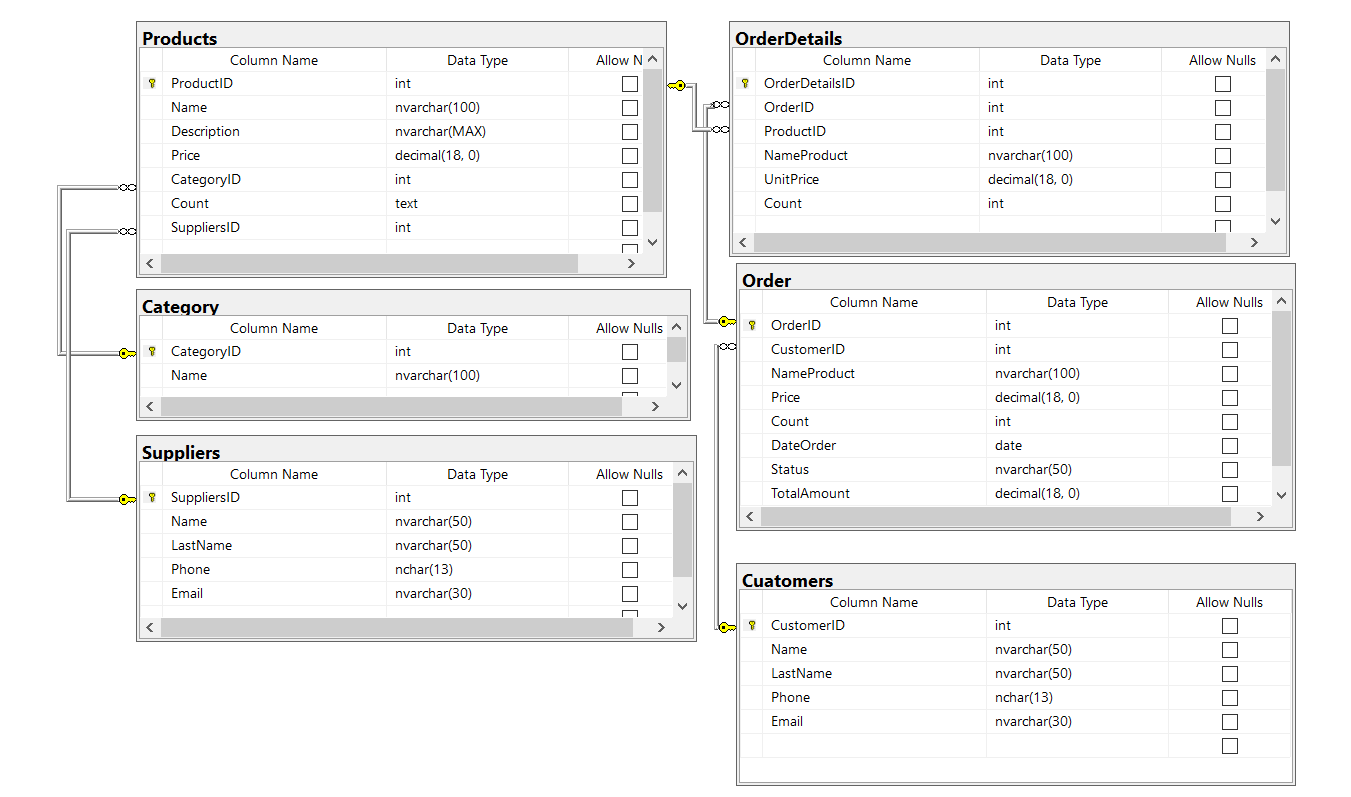 Products
Column Name Data Type Allow N
ProductID int
Name nvarchar(100)
Description nvarchar(MAX)
Price decimal(18, 0)
CategoryID int
Count text
SuppliersID int
Category
Column Name Data Type Allow Nulls
CategoryID int
Name nvarchar(100)
Suppliers
Column Name Data Type Allow Nulls
SuppliersID int
Name nvarchar(50)
LastName nvarchar(50)
Phone nchar(13)
Email nvarchar(30)
OrderDetails
Column Name Data Type Allow Nulls
OrderDetailsID int
OrderID int
ProductID int
NameProduct nvarchar(100)
UnitPrice decimal(18, 0)
Count int
Order
Column Name Data Type Allow Nulls
OrderID int
CustomerID int
NameProduct nvarchar(100)
Price decimal(18, 0)
Count int
DateOrder date
Status nvarchar(50)
TotalAmount decimal(18, 0)
Cuatomers
Column Name Data Type Allow Nulls
CustomerID int
Name nvarchar(50)
LastName nvarchar(50)
Phone nchar(13)
Email nvarchar(30)